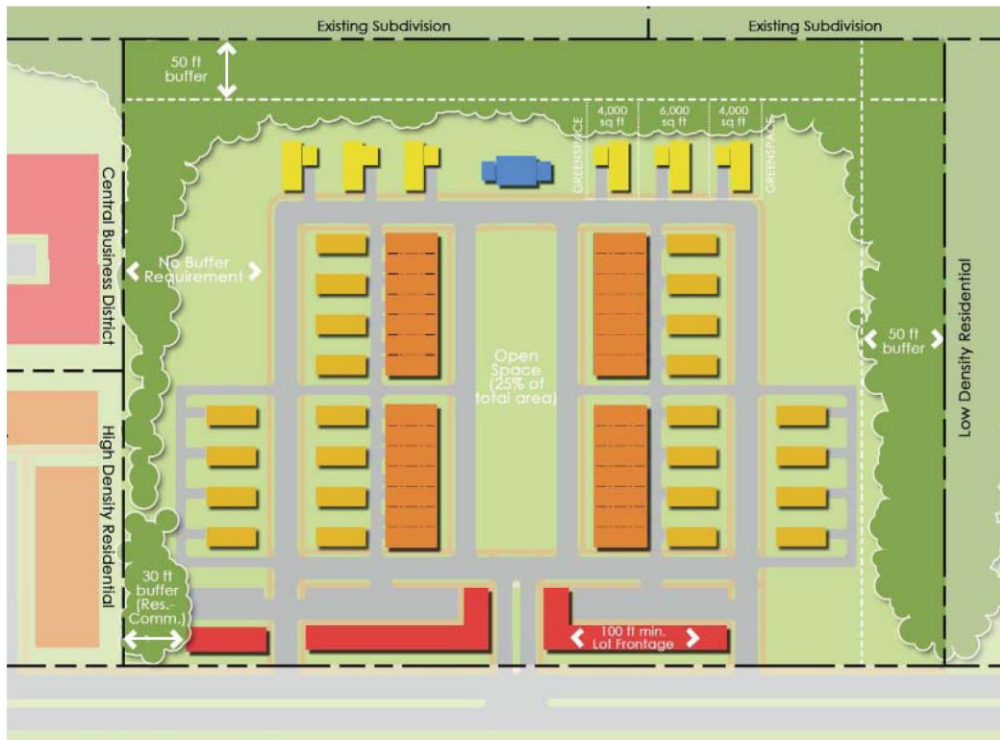 Existing Subdivision
Existing Subdivision
50 ft
buffer
4,000
sq ft
6,000
sq ft
4,000
sq ft
GREENSPACE
GREENSPACE
Central Business District
No Buffer
Requirement
Open
Space
(25% of
total area)
50 ft
buffer
Low Density Residential
High Density Residential
30 ft
buffer
(Res.-
Comm.)
100 ft min.
Lot Frontage